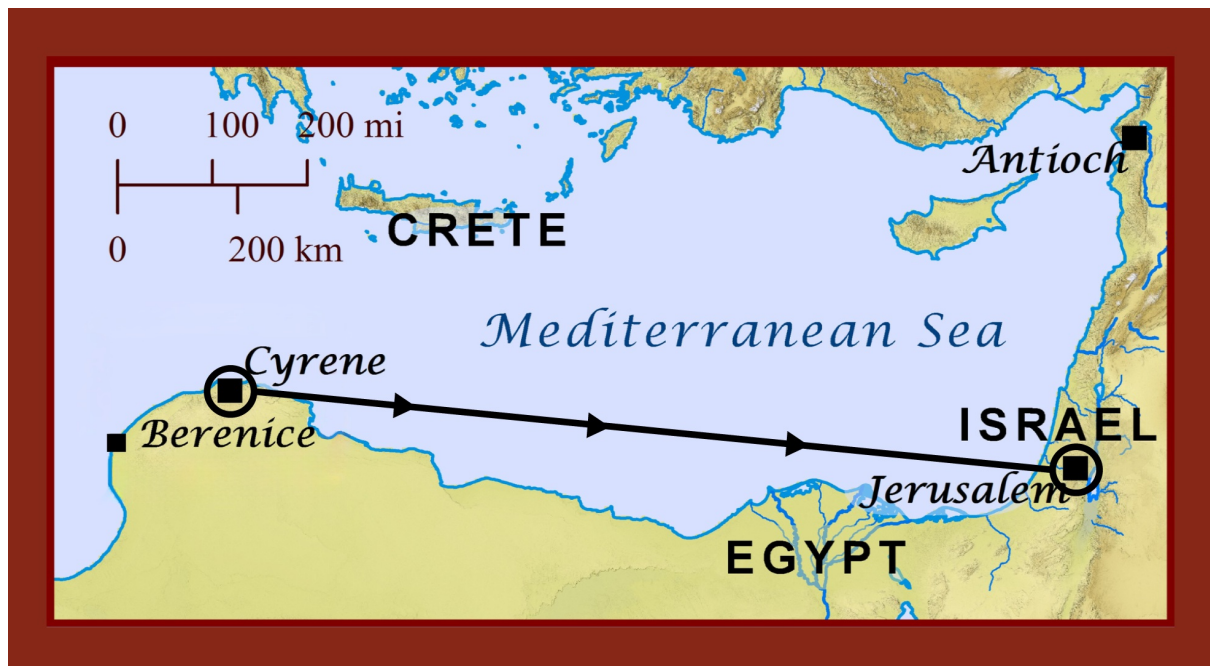 0 100 200 mi
Antioch
CRETE
0 200 km
Mediterranean Sea
Cyrene
ISRAEL
Berenice
Jerusalem
EGYPT